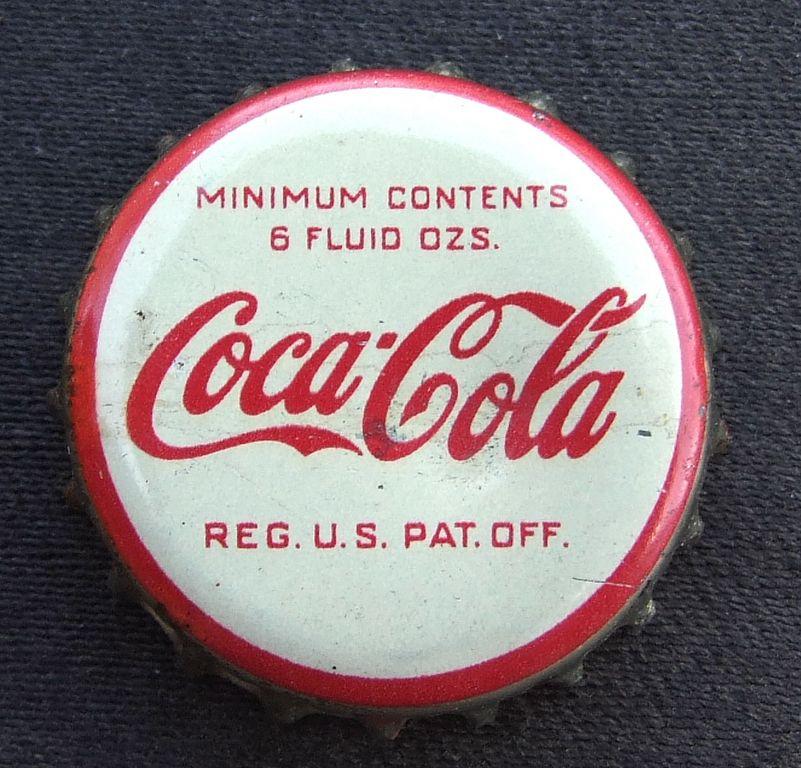 MINIMUM CONTENTS
6 FLUID OZS.
Coca-Cola
REG. U.S. PAT. OFF.